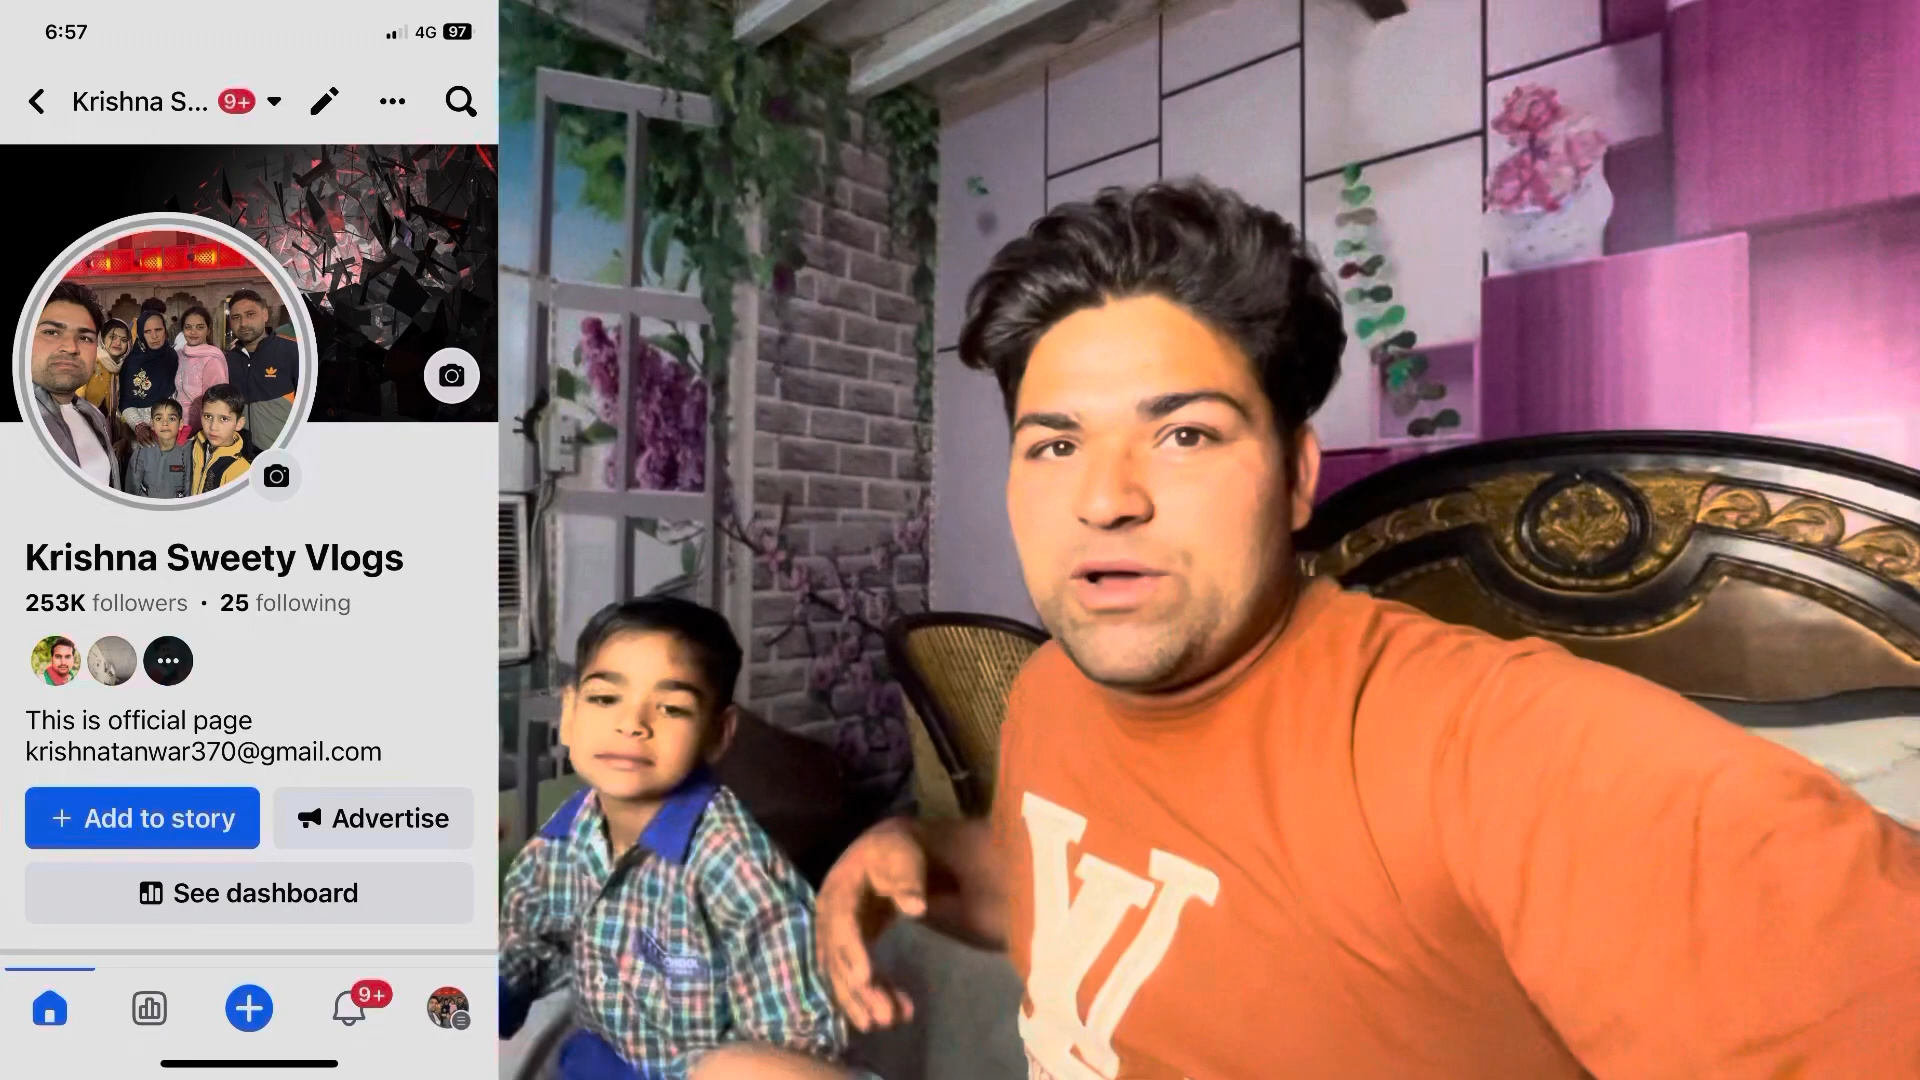 6:57
4G 97
Krishna S... 9+
Krishna Sweety Vlogs
253K followers · 25 following
This is official page
krishnatanwar370@gmail.com
+ Add to story
Advertise
See dashboard
9+